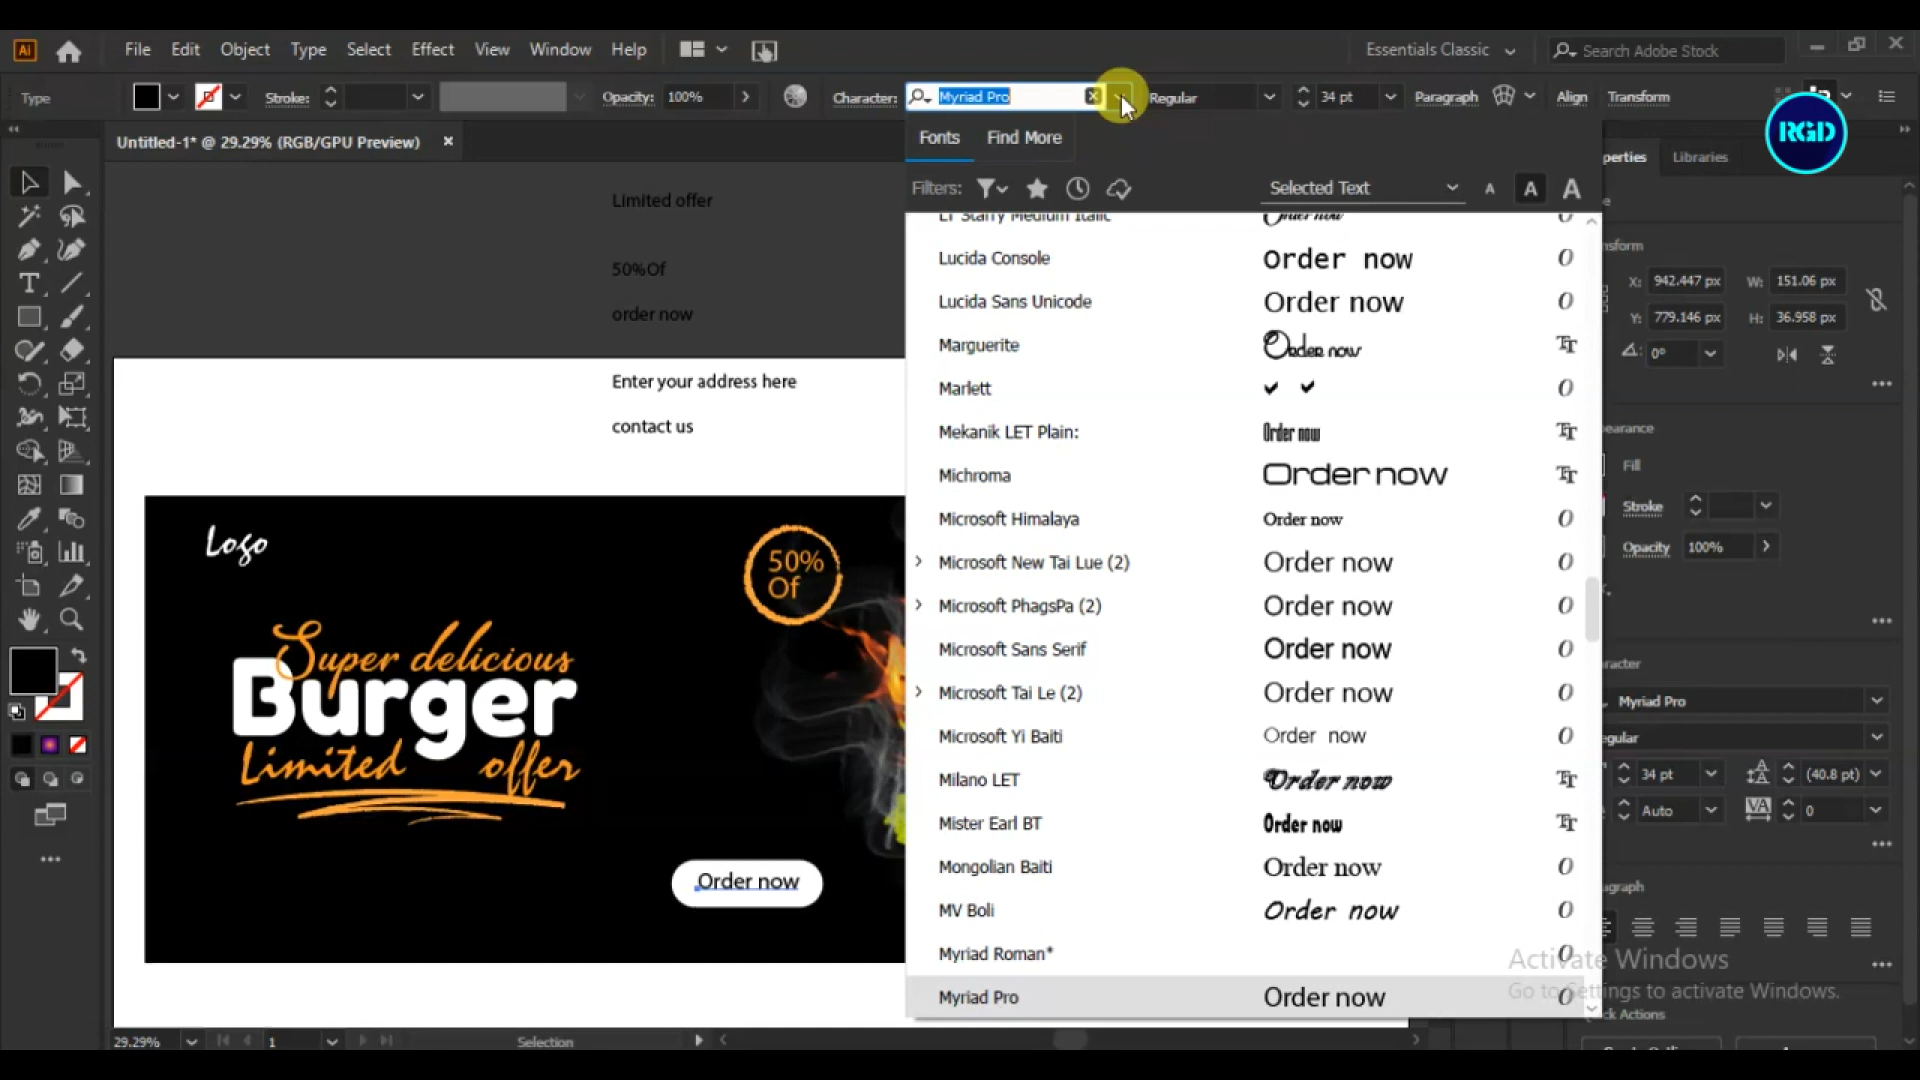 Ai File Edit Object Type Select Effect View Window Help Essentials Classic Search Adobe Stock
Type Stroke: Opacity: 100% Character: Myriad Pro Regular 34 pt Paragraph Align Transform
RGD
Untitled-1* @ 29.29% (RGB/GPU Preview)
Fonts Find More
Libraries
Filters: Selected Text A A A
Limited offer
50%Of
order now
Enter your address here
contact us
Logo
50%
Of
Super delicious
Burger
Limited offer
Order now
Lucida Console Order now
Lucida Sans Unicode Order now
Marguerite Order now
Marlett
Mekanik LET Plain: Order now
Michroma Order now
Microsoft Himalaya Order now
Microsoft New Tai Lue (2) Order now
Microsoft PhagsPa (2) Order now
Microsoft Sans Serif Order now
Microsoft Tai Le (2) Order now
Microsoft Yi Baiti Order now
Milano LET Order now
Mister Earl BT Order now
Mongolian Baiti Order now
MV Boli Order now
Myriad Roman*
Myriad Pro Order now
X: 942.447 px W: 151.06 px
Y: 779.146 px H: 36.958 px
0°
Fill
Stroke
Opacity 100%
Myriad Pro
34 pt (40.8 pt)
Auto VA 0
Activate Windows
Go to Settings to activate Windows.
29.29% 1 Selection